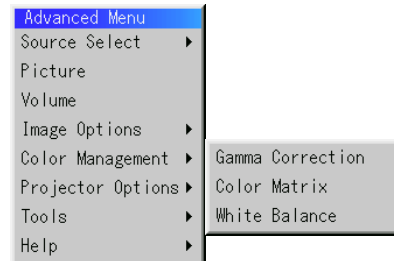 Advanced Menu
Source Select
Picture
Volume
Image Options
Color Management
Projector Options
Tools
Help
Gamma Correction
Color Matrix
White Balance